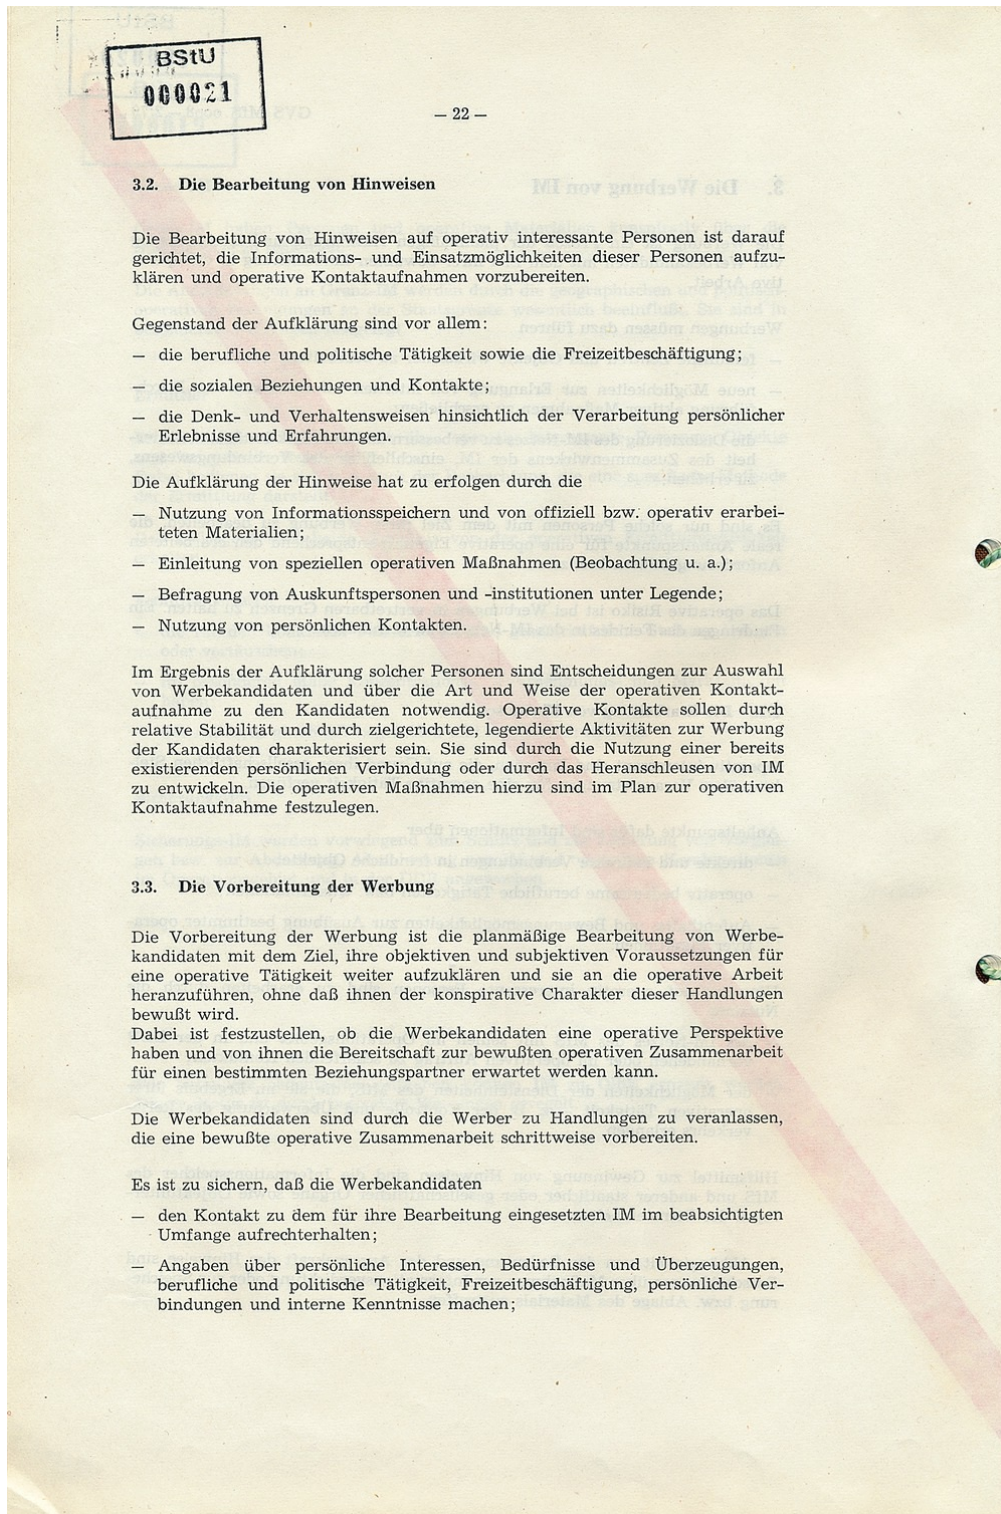 BStU
000021
— 22 —
3.2. Die Bearbeitung von Hinweisen
Die Bearbeitung von Hinweisen auf operativ interessante Personen ist darauf
gerichtet, die Informations- und Einsatzmöglichkeiten dieser Personen aufzu-
klären und operative Kontaktaufnahmen vorzubereiten.
Gegenstand der Aufklärung sind vor allem:
— die berufliche und politische Tätigkeit sowie die Freizeitbeschäftigung;
— die sozialen Beziehungen und Kontakte;
— die Denk- und Verhaltensweisen hinsichtlich der Verarbeitung persönlicher
Erlebnisse und Erfahrungen.
Die Aufklärung der Hinweise hat zu erfolgen durch die
— Nutzung von Informationsspeichern und von offiziell bzw. operativ erarbei-
teten Materialien;
— Einleitung von speziellen operativen Maßnahmen (Beobachtung u. a.);
— Befragung von Auskunftspersonen und -institutionen unter Legende;
— Nutzung von persönlichen Kontakten.
Im Ergebnis der Aufklärung solcher Personen sind Entscheidungen zur Auswahl
von Werbekandidaten und über die Art und Weise der operativen Kontakt-
aufnahme zu den Kandidaten notwendig. Operative Kontakte sollen durch
relative Stabilität und durch zielgerichtete, legendierte Aktivitäten zur Werbung
der Kandidaten charakterisiert sein. Sie sind durch die Nutzung einer bereits
existierenden persönlichen Verbindung oder durch das Heranschleusen von IM
zu entwickeln. Die operativen Maßnahmen hierzu sind im Plan zur operativen
Kontaktaufnahme festzulegen.
3.3. Die Vorbereitung der Werbung
Die Vorbereitung der Werbung ist die planmäßige Bearbeitung von Werbe-
kandidaten mit dem Ziel, ihre objektiven und subjektiven Voraussetzungen für
eine operative Tätigkeit weiter aufzuklären und sie an die operative Arbeit
heranzuführen, ohne daß ihnen der konspirative Charakter dieser Handlungen
bewußt wird.
Dabei ist festzustellen, ob die Werbekandidaten eine operative Perspektive
haben und von ihnen die Bereitschaft zur bewußten operativen Zusammenarbeit
für einen bestimmten Beziehungspartner erwartet werden kann.
Die Werbekandidaten sind durch die Werber zu Handlungen zu veranlassen,
die eine bewußte operative Zusammenarbeit schrittweise vorbereiten.
Es ist zu sichern, daß die Werbekandidaten
— den Kontakt zu dem für ihre Bearbeitung eingesetzten IM im beabsichtigten
Umfange aufrechterhalten;
— Angaben über persönliche Interessen, Bedürfnisse und Überzeugungen,
berufliche und politische Tätigkeit, Freizeitbeschäftigung, persönliche Ver-
bindungen und interne Kenntnisse machen;